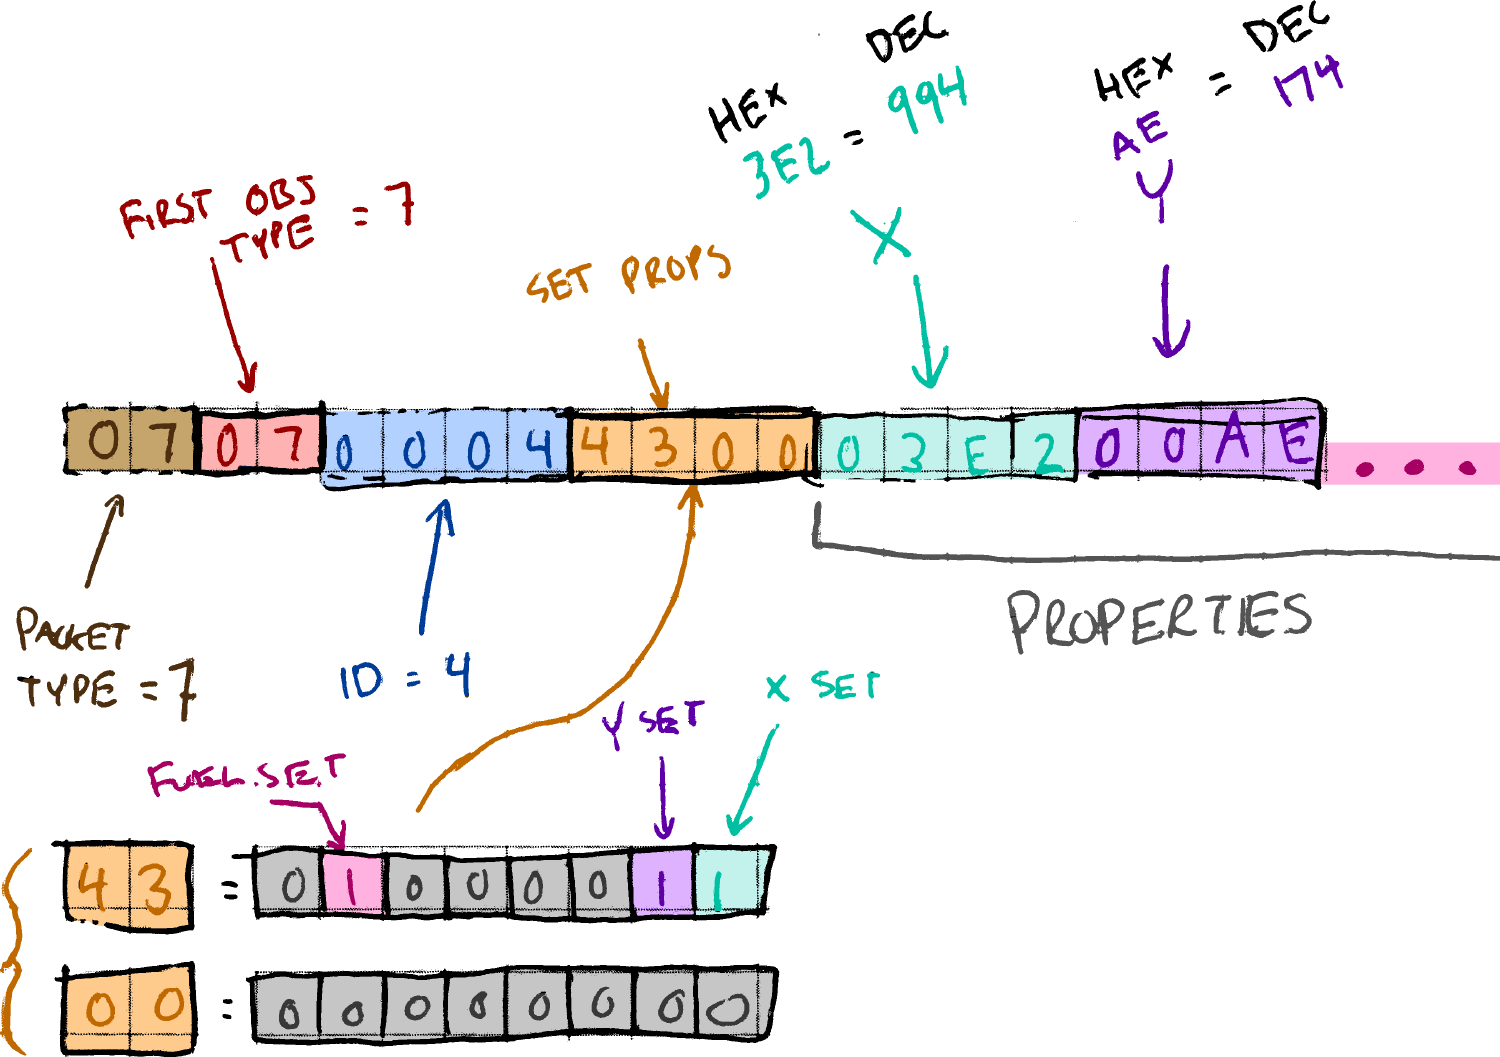 HEX = DEC
3E2 = 994
X
HEX = DEC
AE = 174
Y
FIRST OBJ
TYPE = 7
SET PROPS
0 7 0 7 0 0 0 4 4 3 0 0 0 3 E 2 0 0 A E . . .
PACKET
TYPE = 7
ID = 4
PROPERTIES
FUEL.SET
Y SET
X SET
4 3 = 0 1 0 0 0 0 1 1
0 0 = 0 0 0 0 0 0 0 0